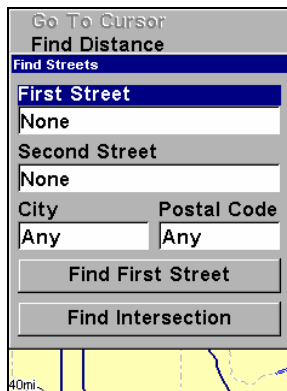 Go To Cursor
Find Distance
Find Streets
First Street
None
Second Street
None
City Postal Code
Any Any
Find First Street
Find Intersection
40mi